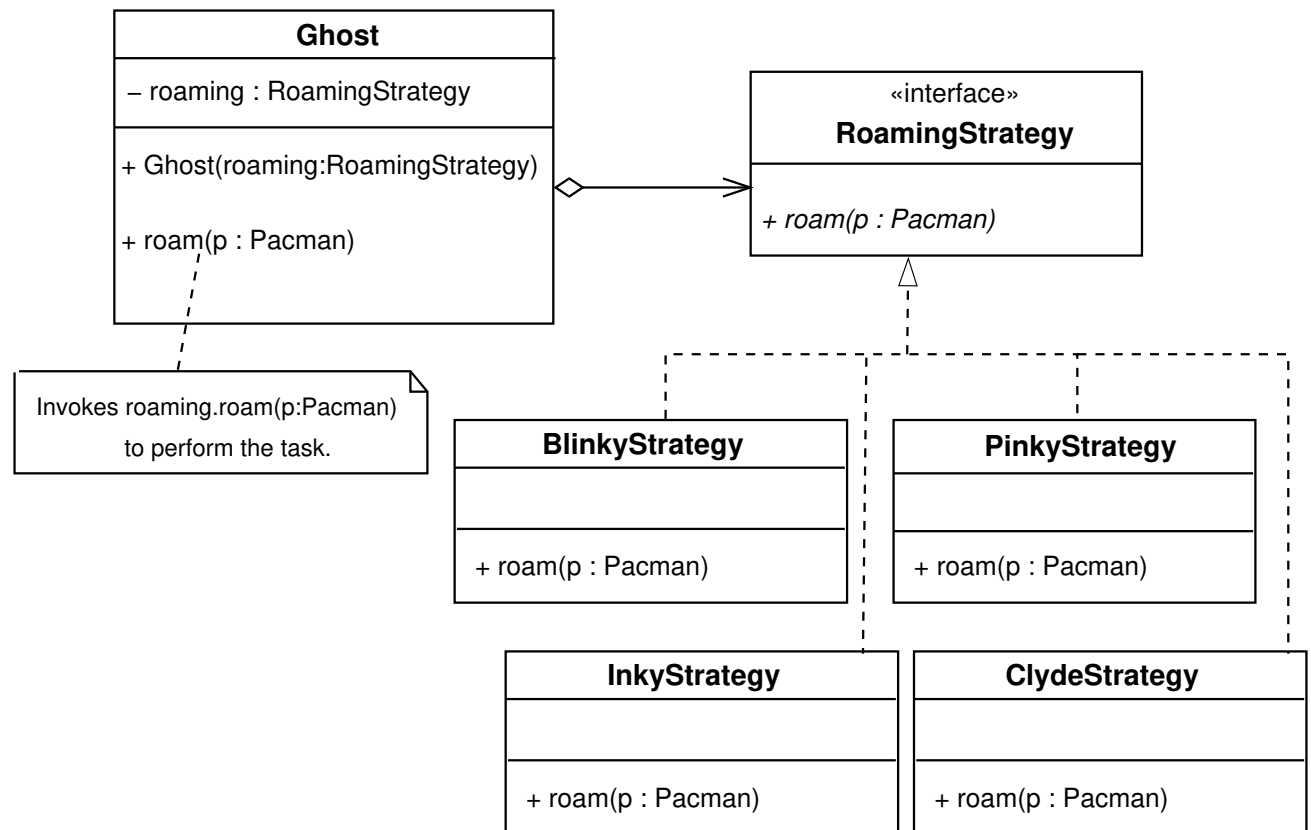 Ghost
– roaming : RoamingStrategy
+ Ghost(roaming:RoamingStrategy)
+ roam(p : Pacman)
Invokes roaming.roam(p:Pacman)
to perform the task.
«interface»
RoamingStrategy
+ roam(p : Pacman)
BlinkyStrategy
+ roam(p : Pacman)
PinkyStrategy
+ roam(p : Pacman)
InkyStrategy
+ roam(p : Pacman)
ClydeStrategy
+ roam(p : Pacman)